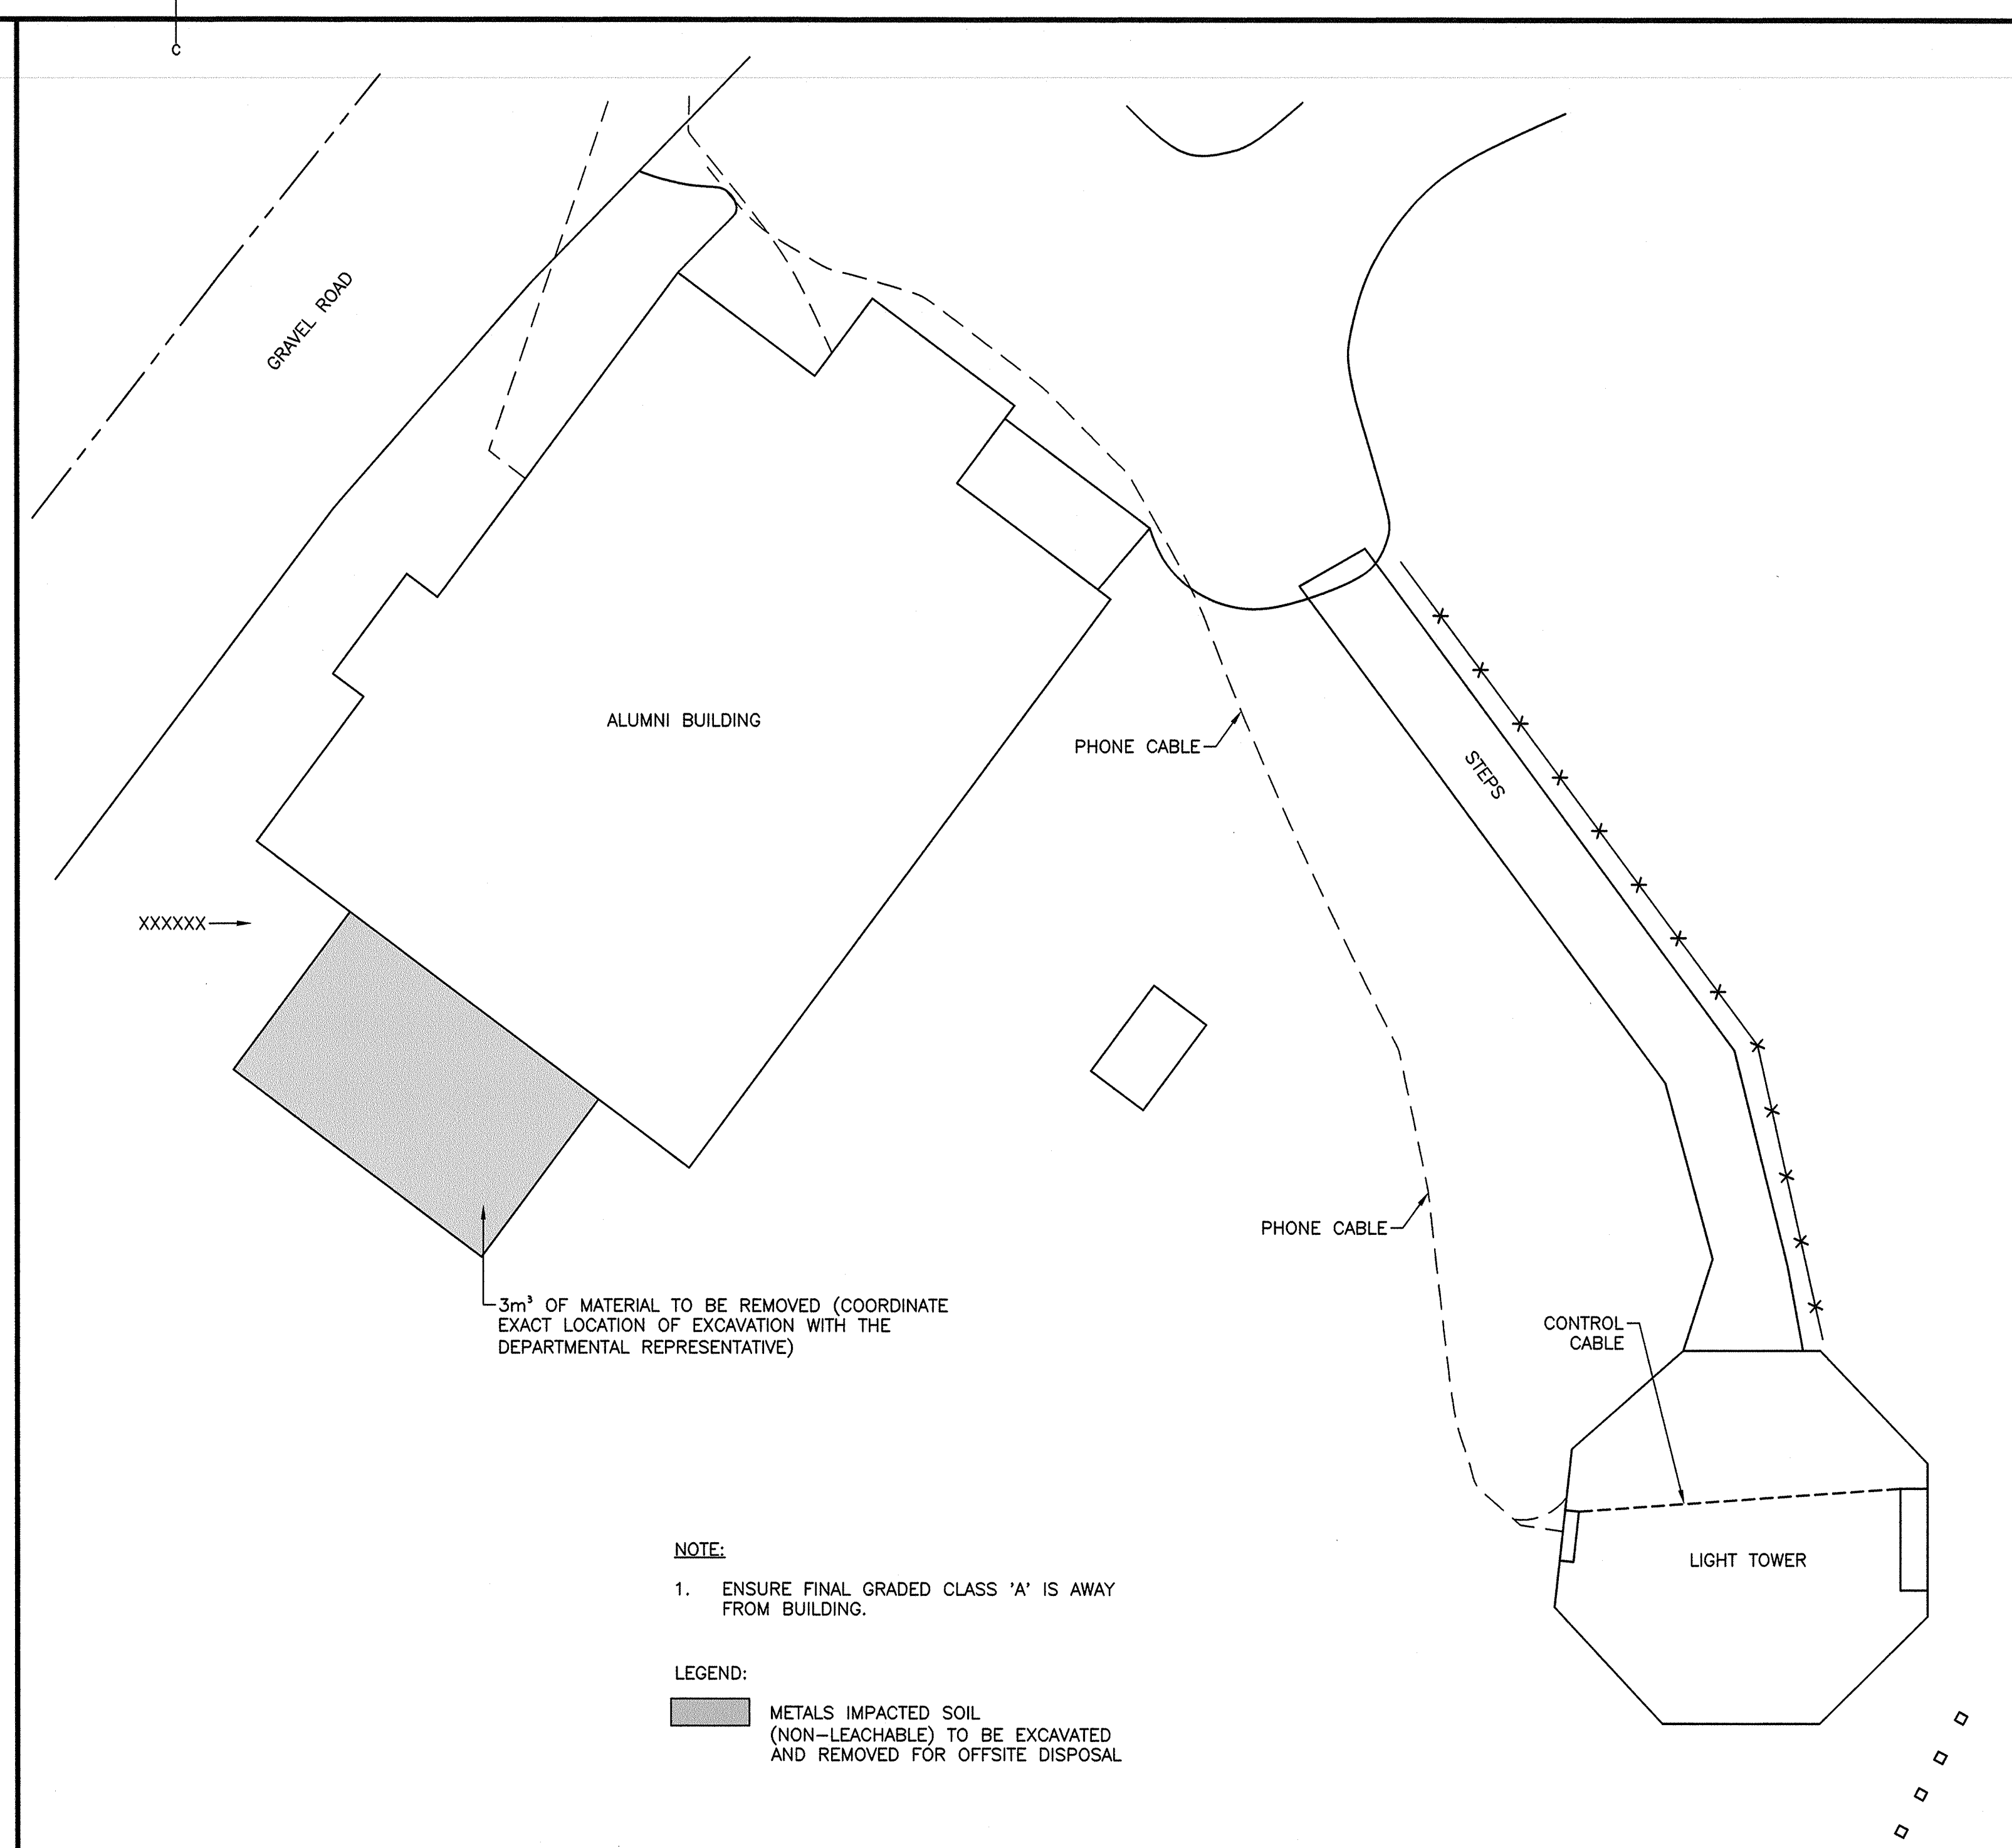 C
GRAVEL ROAD
ALUMNI BUILDING
PHONE CABLE
STEPS
XXXXXX
PHONE CABLE
3m³ OF MATERIAL TO BE REMOVED (COORDINATE
EXACT LOCATION OF EXCAVATION WITH THE
DEPARTMENTAL REPRESENTATIVE)
CONTROL
CABLE
LIGHT TOWER
NOTE:
1. ENSURE FINAL GRADED CLASS 'A' IS AWAY
FROM BUILDING.
LEGEND:
METALS IMPACTED SOIL
(NON-LEACHABLE) TO BE EXCAVATED
AND REMOVED FOR OFFSITE DISPOSAL